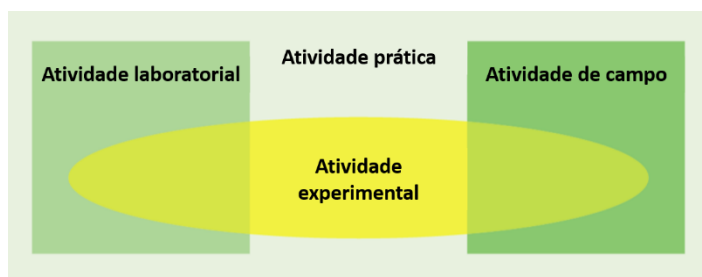 Atividade prática
Atividade laboratorial
Atividade de campo
Atividade
experimental